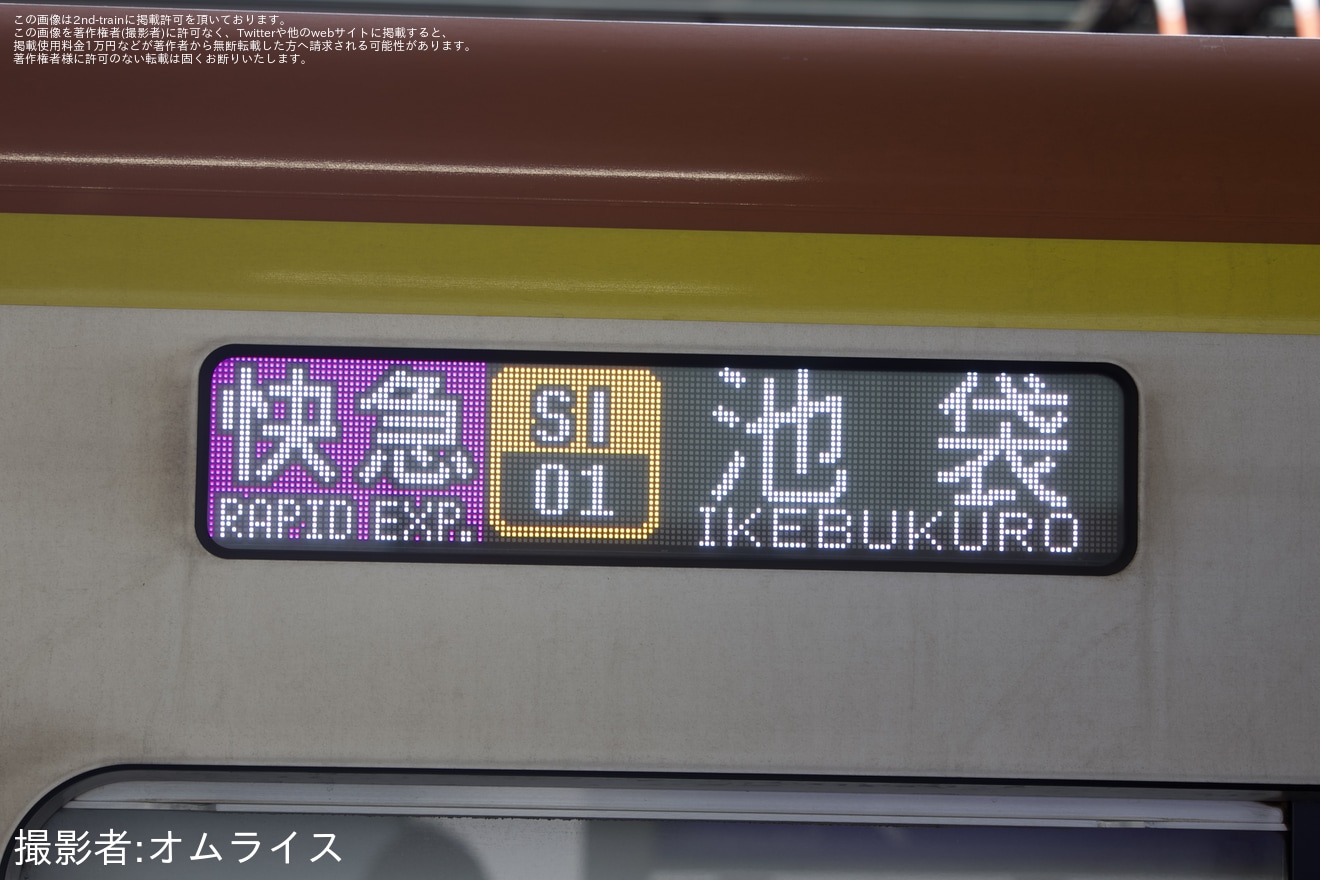 この画像は2nd-trainに掲載許可を頂いております。
この画像を著作権者(撮影者)に許可なく、Twitterや他のwebサイトに掲載すると、
掲載使用料金1万円などが著作者から無断転載した方へ請求される可能性があります。
著作権者様に許可のない転載は固くお断りいたします。
快急 SI 池袋
RAPID EXP. 01 IKEBUKURO
撮影者:オムライス